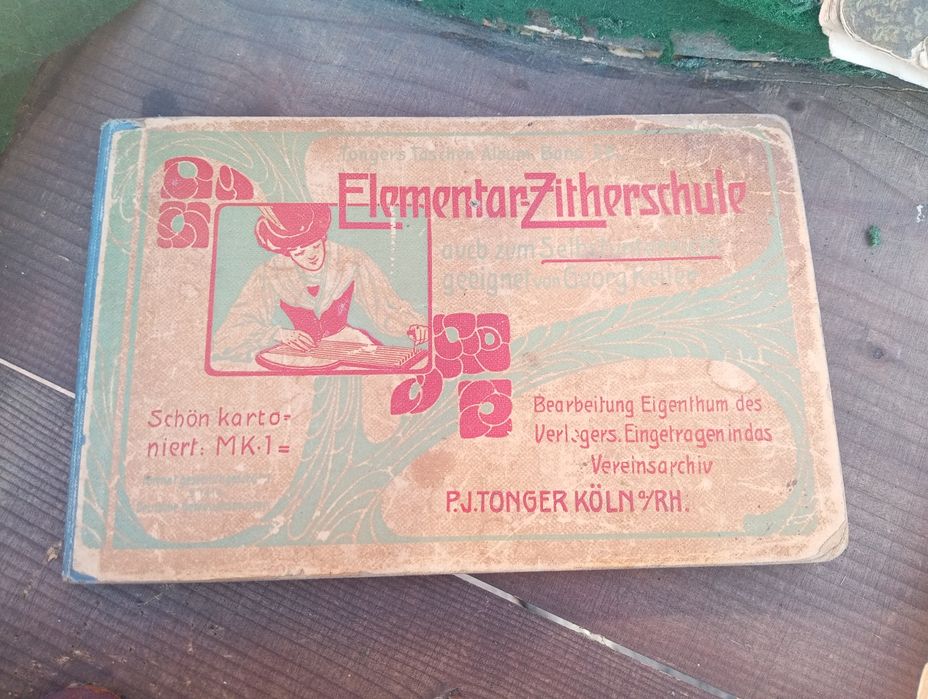 Tongers Taschen Album Band
Elementar-Zitherschule
auch zum Selbstunterricht
geeignet von Georg Keller
Schön karto-
niert: MK·1=
Bearbeitung Eigenthum des
Verlegers. Eingetragen in das
Vereinsarchiv
P.J. TONGER KÖLN a/RH.